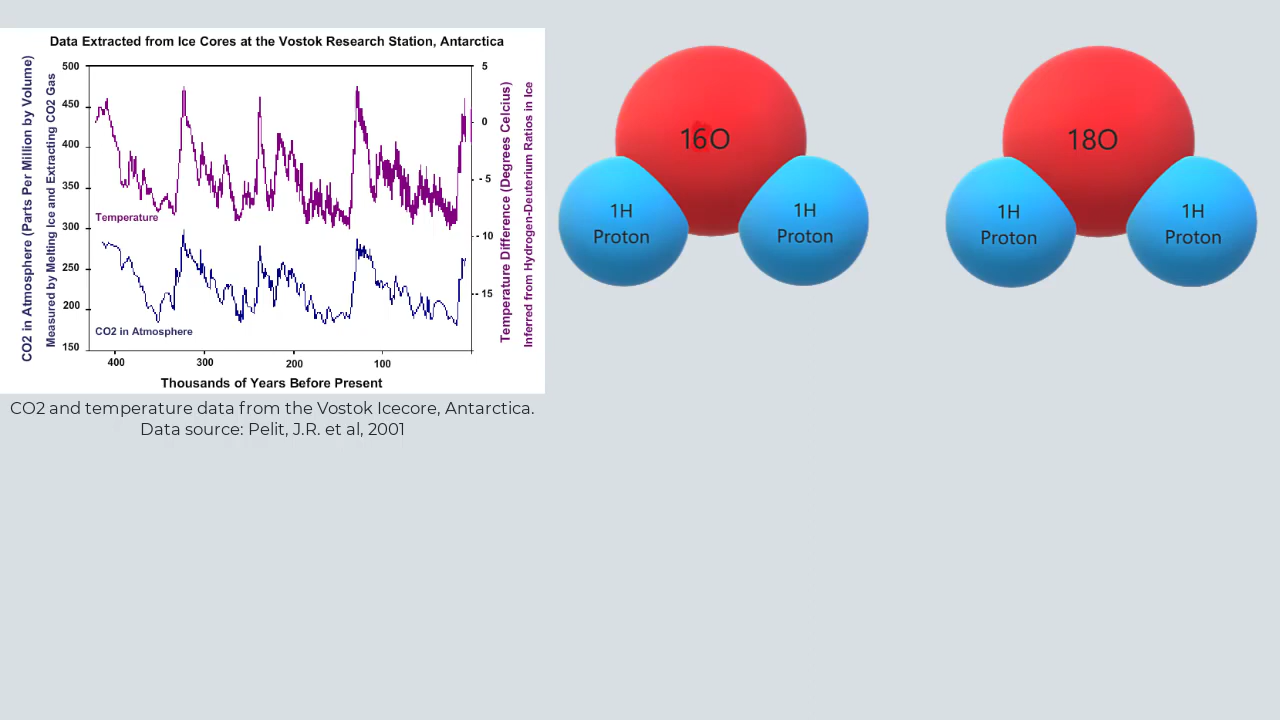 Data Extracted from Ice Cores at the Vostok Research Station, Antarctica
CO2 in Atmosphere (Parts Per Million by Volume)
Measured by Melting Ice and Extracting CO2 Gas
500
450
400
350
300
250
200
150
5
0
- 5
- 10
- 15
Temperature Difference (Degrees Celcius)
Inferred from Hydrogen-Deuterium Ratios in Ice
Temperature
CO2 in Atmosphere
400
300
200
100
Thousands of Years Before Present
CO2 and temperature data from the Vostok Icecore, Antarctica.
Data source: Pelit, J.R. et al, 2001
16O
1H
Proton
1H
Proton
18O
1H
Proton
1H
Proton